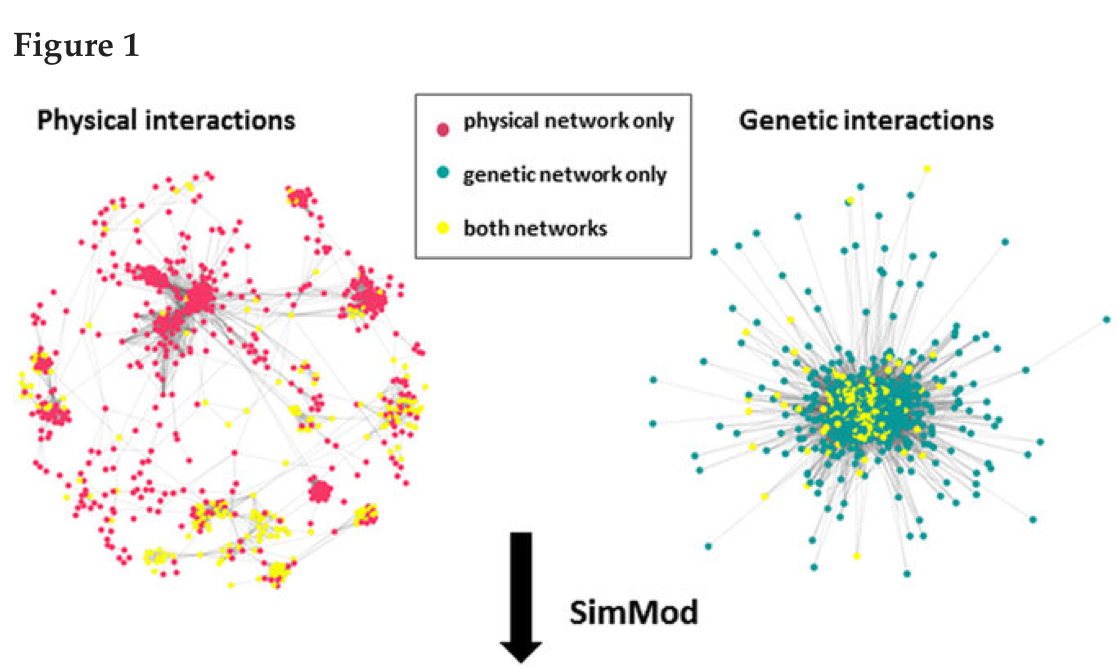 Figure 1
Physical interactions
physical network only
genetic network only
both networks
Genetic interactions
SimMod